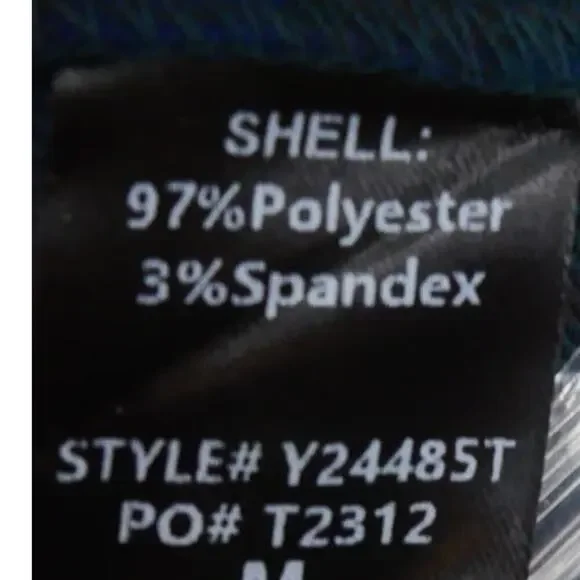 SHELL:
97%Polyester
3%Spandex
STYLE# Y24485T
PO# T2312
M